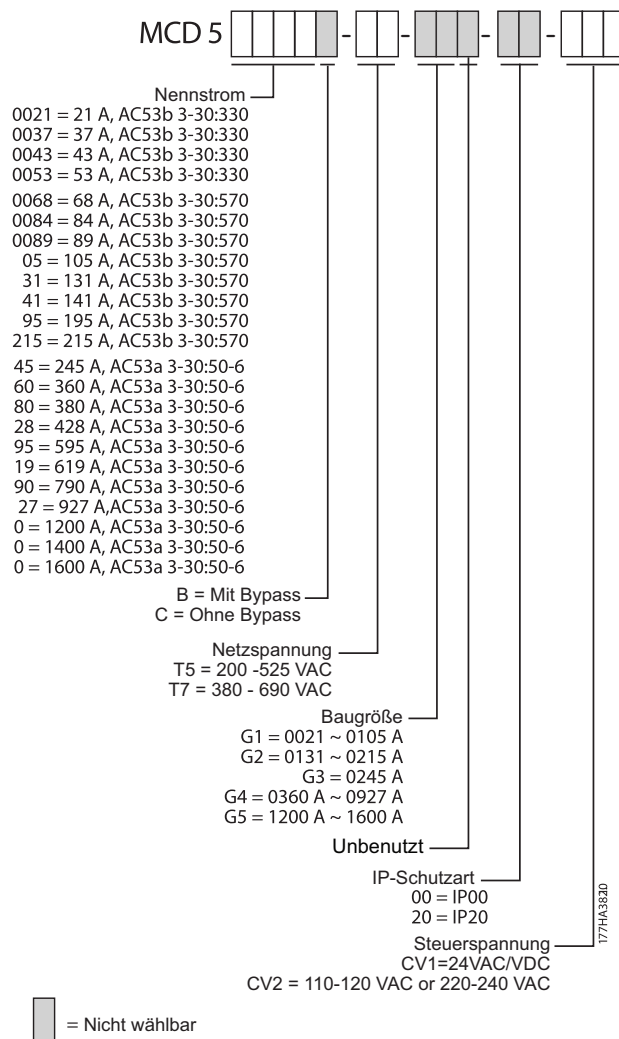 MCD 5 - - - -
Nennstrom
0021 = 21 A, AC53b 3-30:330
0037 = 37 A, AC53b 3-30:330
0043 = 43 A, AC53b 3-30:330
0053 = 53 A, AC53b 3-30:330
0068 = 68 A, AC53b 3-30:570
0084 = 84 A, AC53b 3-30:570
0089 = 89 A, AC53b 3-30:570
05 = 105 A, AC53b 3-30:570
31 = 131 A, AC53b 3-30:570
41 = 141 A, AC53b 3-30:570
95 = 195 A, AC53b 3-30:570
215 = 215 A, AC53b 3-30:570
45 = 245 A, AC53a 3-30:50-6
60 = 360 A, AC53a 3-30:50-6
80 = 380 A, AC53a 3-30:50-6
28 = 428 A, AC53a 3-30:50-6
95 = 595 A, AC53a 3-30:50-6
19 = 619 A, AC53a 3-30:50-6
90 = 790 A, AC53a 3-30:50-6
27 = 927 A,AC53a 3-30:50-6
0 = 1200 A, AC53a 3-30:50-6
0 = 1400 A, AC53a 3-30:50-6
0 = 1600 A, AC53a 3-30:50-6
B = Mit Bypass
C = Ohne Bypass
Netzspannung
T5 = 200 -525 VAC
T7 = 380 - 690 VAC
Baugröße
G1 = 0021 ~ 0105 A
G2 = 0131 ~ 0215 A
G3 = 0245 A
G4 = 0360 A ~ 0927 A
G5 = 1200 A ~ 1600 A
Unbenutzt
IP-Schutzart
00 = IP00
20 = IP20
Steuerspannung
CV1=24VAC/VDC
CV2 = 110-120 VAC or 220-240 VAC
= Nicht wählbar